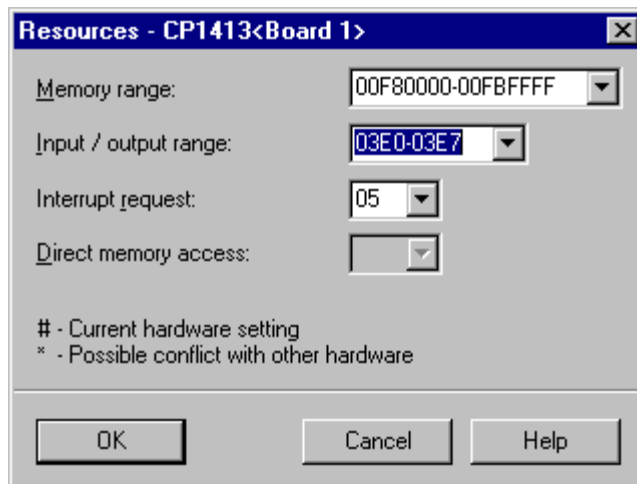 Resources - CP1413<Board 1>
Memory range: 00F80000-00FBFFFF
Input / output range: 03E0-03E7
Interrupt request: 05
Direct memory access:
# - Current hardware setting
* - Possible conflict with other hardware
OK Cancel Help